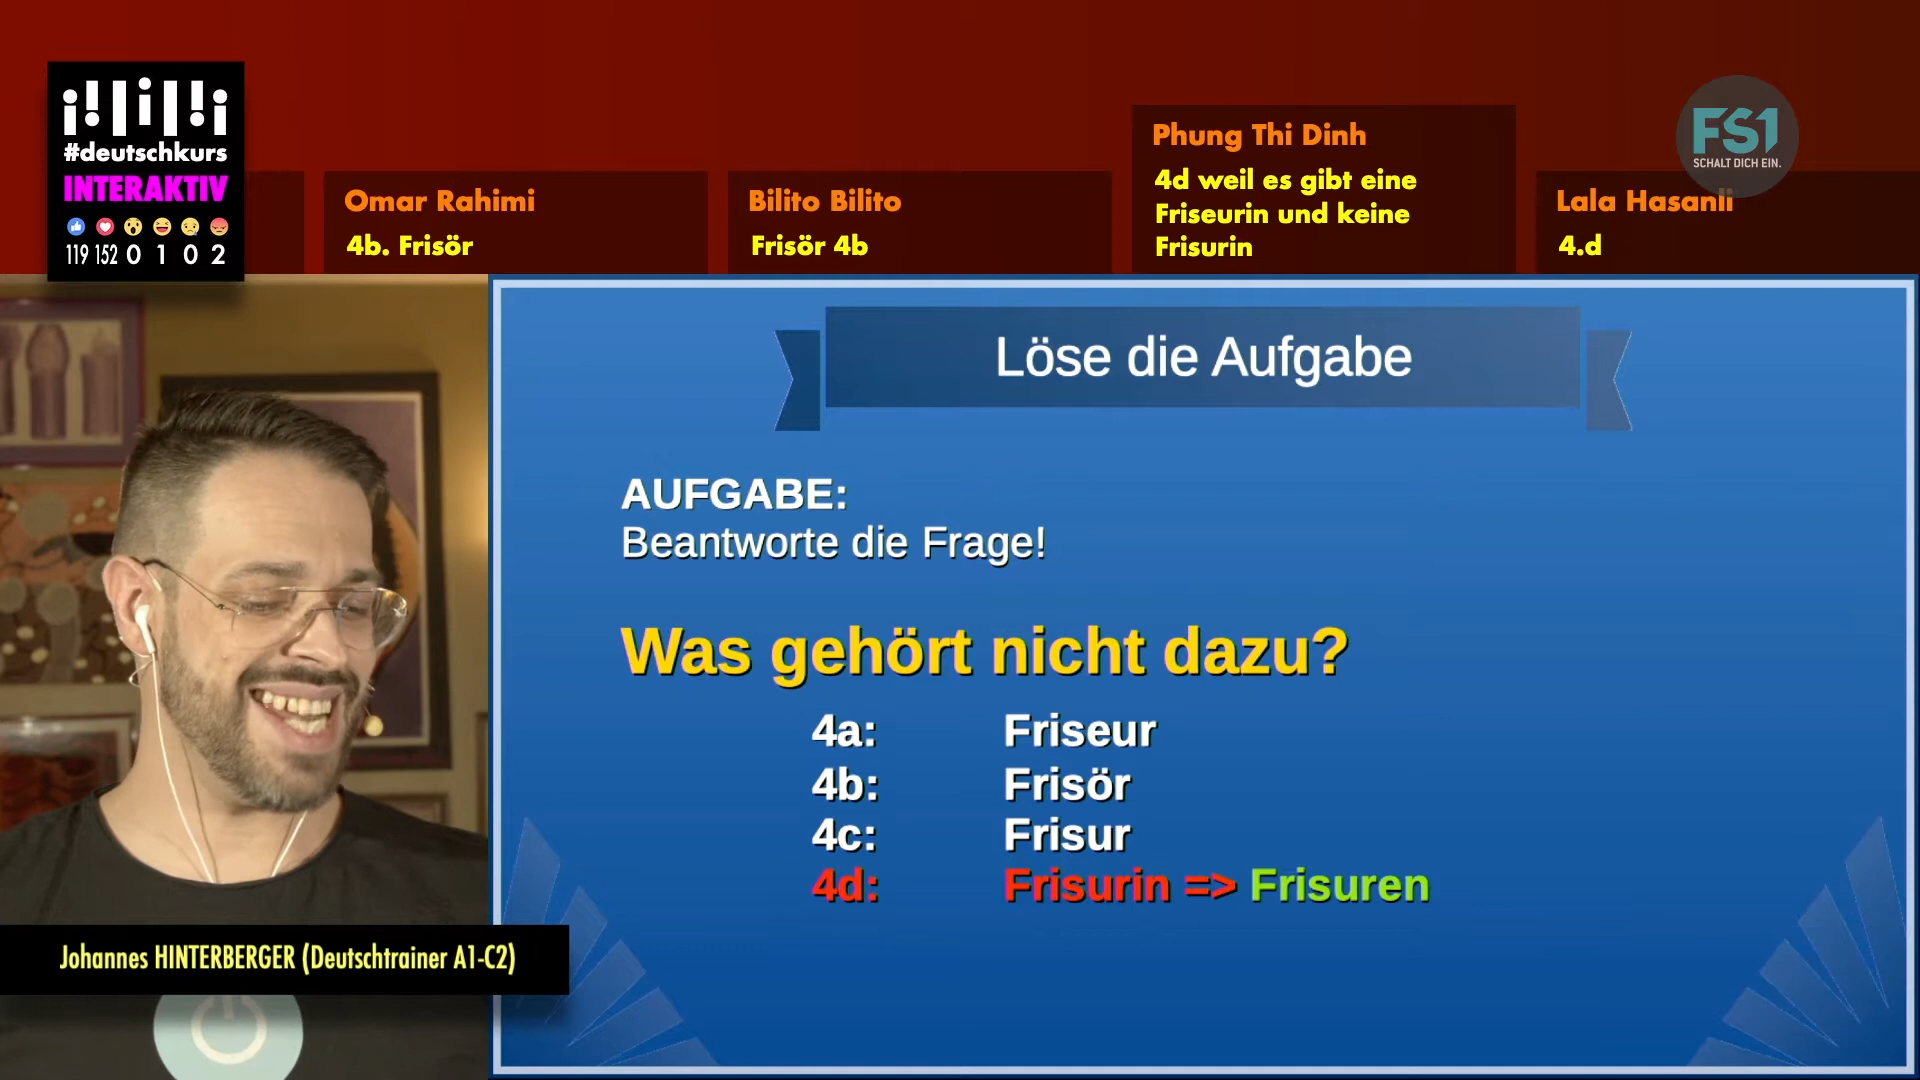 #deutschkurs
INTERAKTIV
119 152 0 1 0 2
Omar Rahimi
4b. Frisör
Bilito Bilito
Frisör 4b
Phung Thi Dinh
4d weil es gibt eine
Friseurin und keine
Frisurin
Lala Hasanli
4.d
FS1
SCHALT DICH EIN.
Löse die Aufgabe
AUFGABE:
Beantworte die Frage!
Was gehört nicht dazu?
4a: Friseur
4b: Frisör
4c: Frisur
4d: Frisurin => Frisuren
Johannes HINTERBERGER (Deutschtrainer A1-C2)